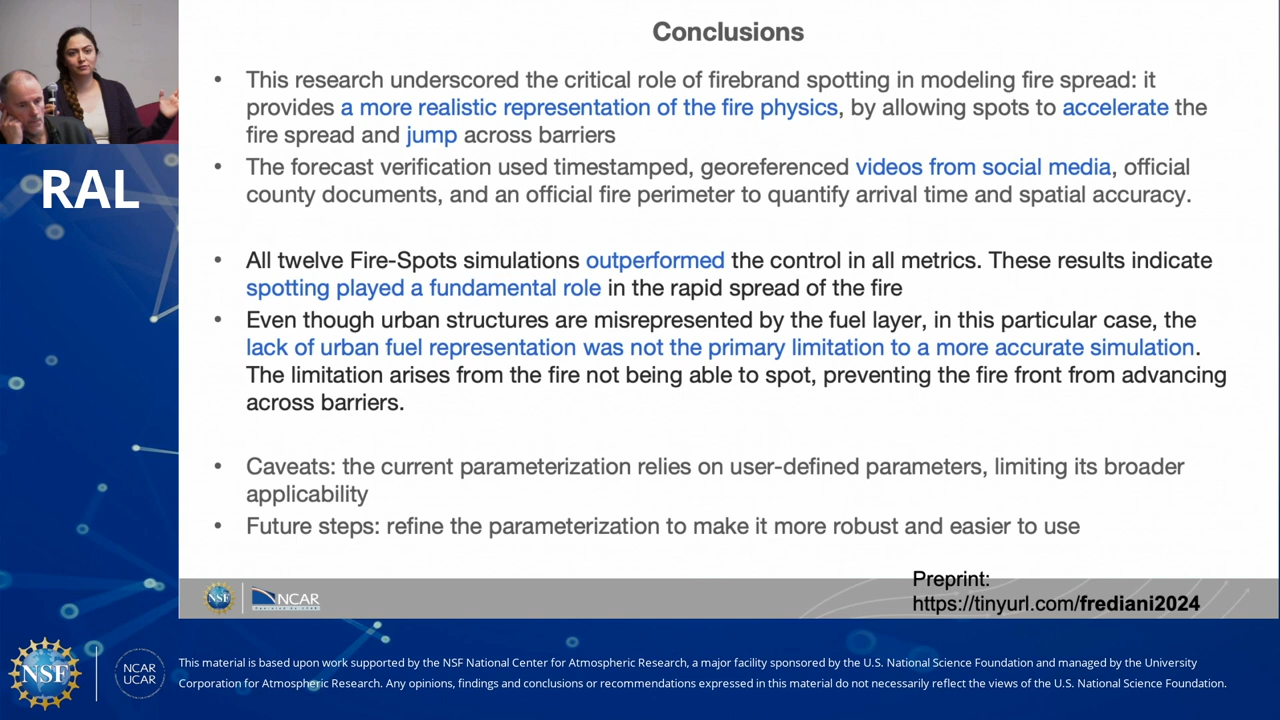 Conclusions
• This research underscored the critical role of firebrand spotting in modeling fire spread: it
provides a more realistic representation of the fire physics, by allowing spots to accelerate the
fire spread and jump across barriers
• The forecast verification used timestamped, georeferenced videos from social media, official
county documents, and an official fire perimeter to quantify arrival time and spatial accuracy.
RAL
• All twelve Fire-Spots simulations outperformed the control in all metrics. These results indicate
spotting played a fundamental role in the rapid spread of the fire
• Even though urban structures are misrepresented by the fuel layer, in this particular case, the
lack of urban fuel representation was not the primary limitation to a more accurate simulation.
The limitation arises from the fire not being able to spot, preventing the fire front from advancing
across barriers.
• Caveats: the current parameterization relies on user-defined parameters, limiting its broader
applicability
• Future steps: refine the parameterization to make it more robust and easier to use
Preprint:
https://tinyurl.com/frediani2024
NSF
NCAR
NSF
NCAR
UCAR
This material is based upon work supported by the NSF National Center for Atmospheric Research, a major facility sponsored by the U.S. National Science Foundation and managed by the University
Corporation for Atmospheric Research. Any opinions, findings and conclusions or recommendations expressed in this material do not necessarily reflect the views of the U.S. National Science Foundation.